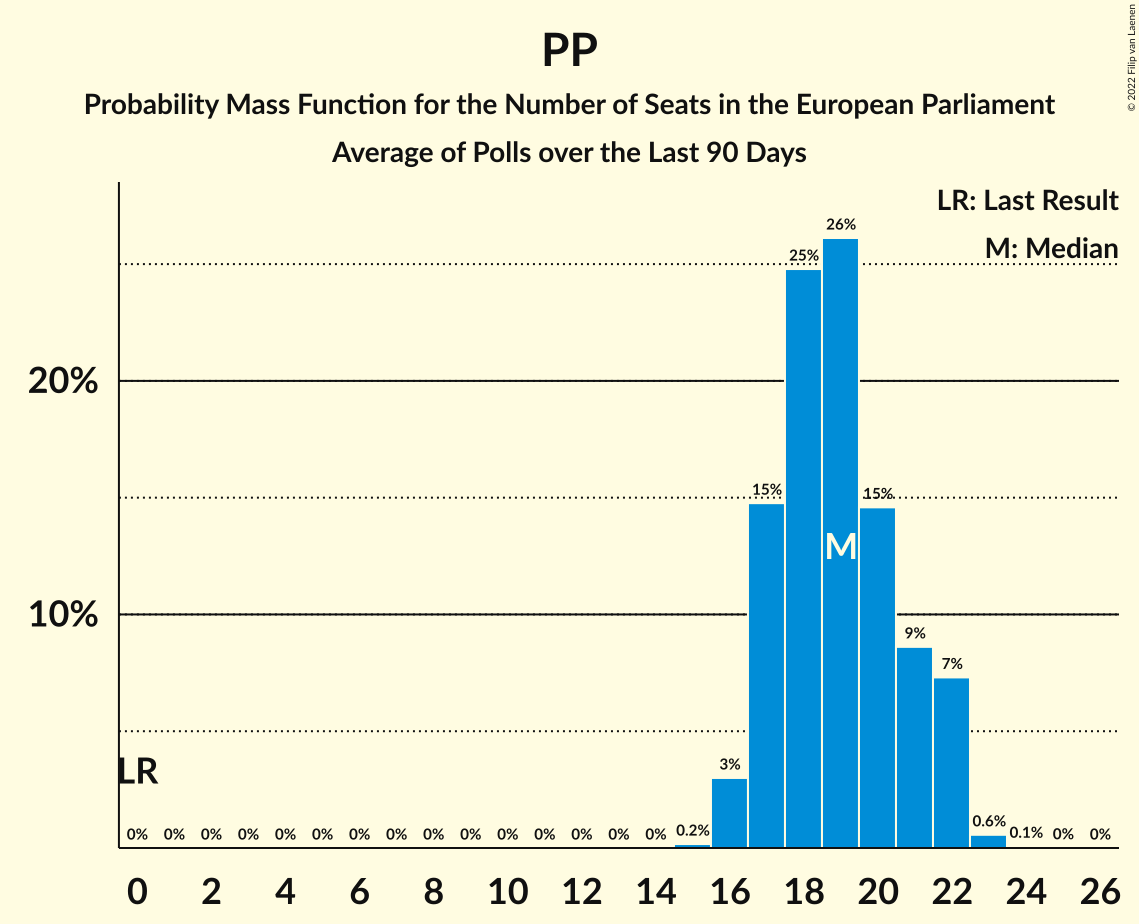 PP
Probability Mass Function for the Number of Seats in the European Parliament
Average of Polls over the Last 90 Days
© 2022 Filip van Laenen
LR: Last Result
M: Median
26%
25%
20%
15%
15%
M
10%
9%
7%
LR
3%
0% 0% 0% 0% 0% 0% 0% 0% 0% 0% 0% 0% 0% 0% 0% 0.2% 0.6% 0.1% 0% 0%
0 2 4 6 8 10 12 14 16 18 20 22 24 26